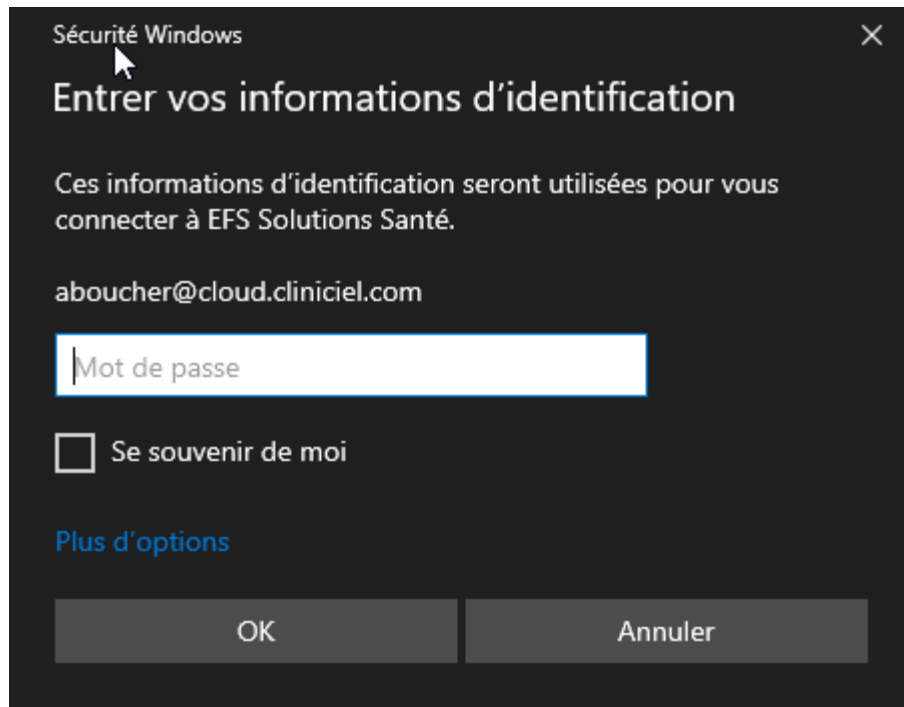 Sécurité Windows
Entrer vos informations d’identification
Ces informations d’identification seront utilisées pour vous
connecter à EFS Solutions Santé.
aboucher@cloud.cliniciel.com
Mot de passe
Se souvenir de moi
Plus d’options
OK
Annuler